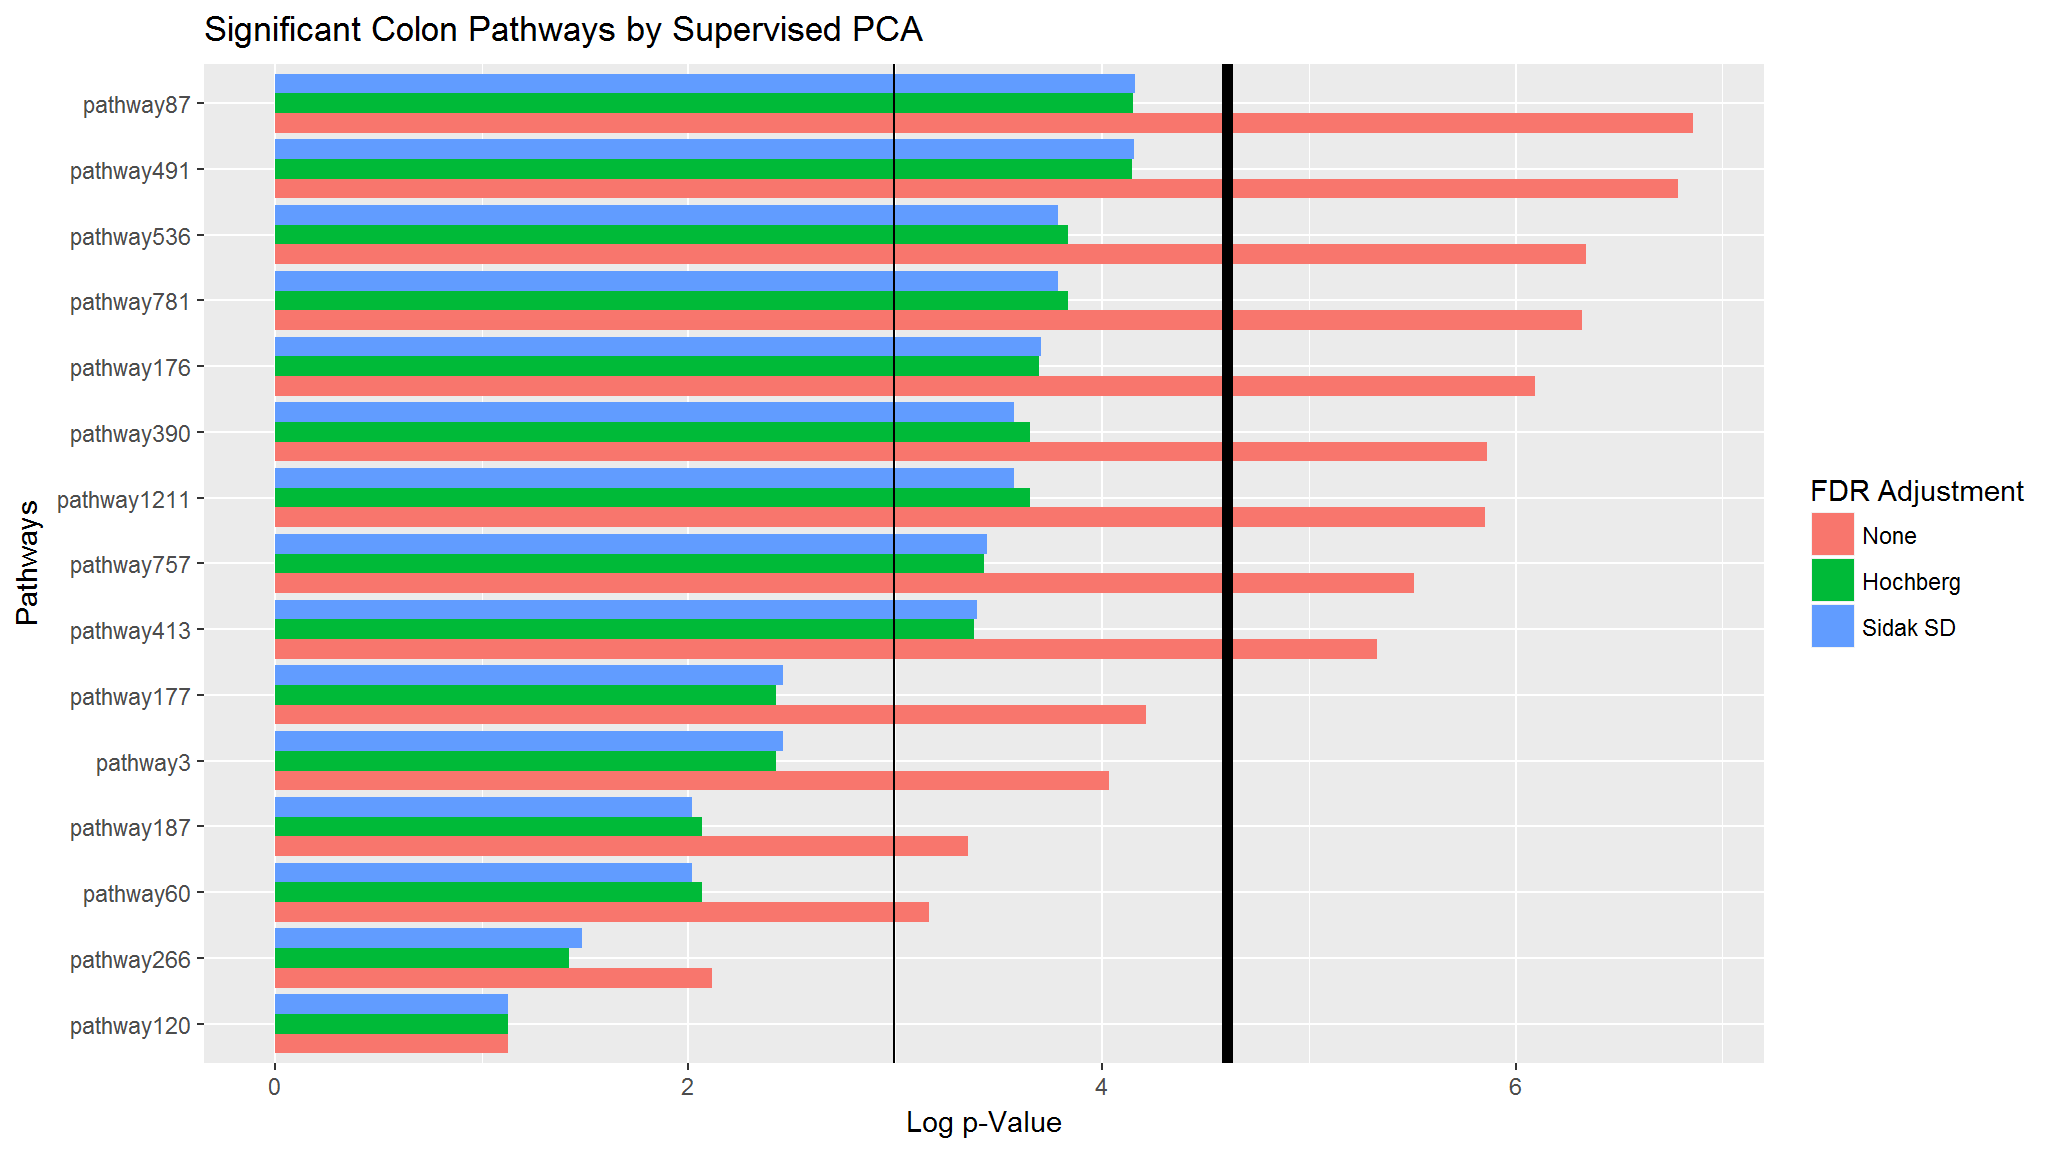 Significant Colon Pathways by Supervised PCA
Pathways
pathway87
pathway491
pathway536
pathway781
pathway176
pathway390
pathway1211
pathway757
pathway413
pathway177
pathway3
pathway187
pathway60
pathway266
pathway120
0 2 4 6
Log p-Value
FDR Adjustment
None
Hochberg
Sidak SD